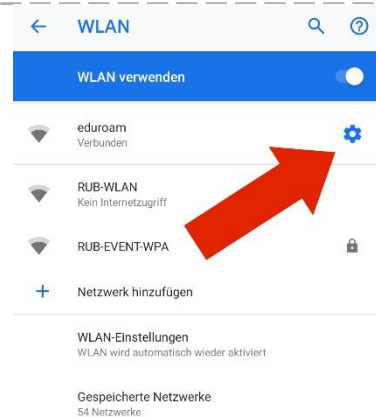 WLAN
WLAN verwenden
eduroam
Verbunden
RUB-WLAN
Kein Internetzugriff
RUB-EVENT-WPA
Netzwerk hinzufügen
WLAN-Einstellungen
WLAN wird automatisch wieder aktiviert
Gespeicherte Netzwerke
54 Netzwerke